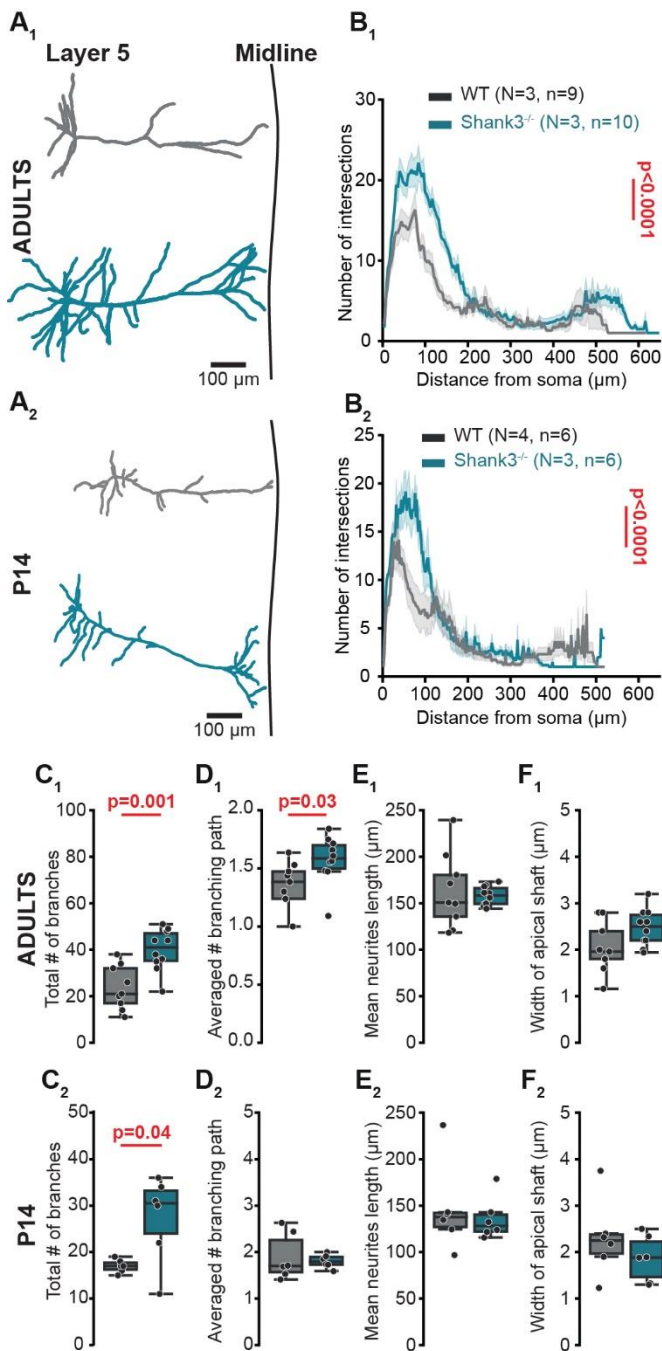 A1
Layer 5 Midline
ADULTS
100 µm
B1
WT (N=3, n=9)
Shank3-/- (N=3, n=10)
p<0.0001
Number of intersections
30
20
10
0
0 100 200 300 400 500 600
Distance from soma (µm)
A2
P14
100 µm
B2
WT (N=4, n=6)
Shank3-/- (N=3, n=6)
p<0.0001
Number of intersections
25
20
15
10
5
0
0 100 200 300 400 500 600
Distance from soma (µm)
ADULTS
C1
p=0.001
Total # of branches
100
80
60
40
20
0
D1
p=0.03
Averaged # branching path
2.0
1.5
1.0
0.5
0.0
E1
Mean neurites length (µm)
250
200
150
100
50
0
F1
Width of apical shaft (µm)
5
4
3
2
1
0
P14
C2
p=0.04
Total # of branches
50
40
30
20
10
0
D2
Averaged # branching path
5
4
3
2
1
0
E2
Mean neurites length (µm)
250
200
150
100
50
0
F2
Width of apical shaft (µm)
5
4
3
2
1
0